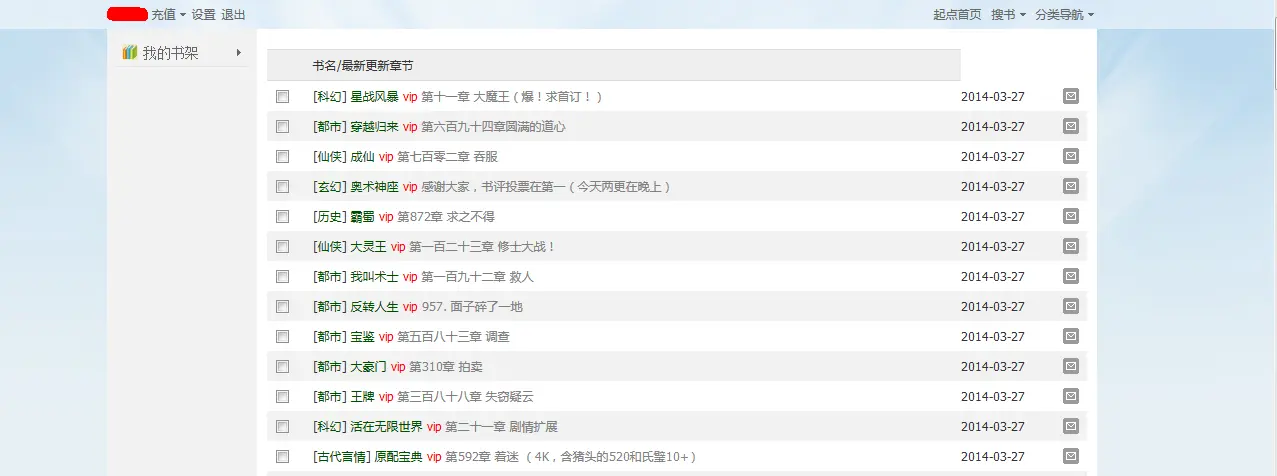 充值 设置 退出 起点首页 搜书 分类导航
我的书架
书名/最新更新章节
[科幻] 星战风暴 vip 第十一章 大魔王（爆！求首订！） 2014-03-27
[都市] 穿越归来 vip 第六百九十四章圆满的道心 2014-03-27
[仙侠] 成仙 vip 第七百零二章 吞服 2014-03-27
[玄幻] 奥术神座 vip 感谢大家，书评投票在第一（今天两更在晚上） 2014-03-27
[历史] 霸蜀 vip 第872章 求之不得 2014-03-27
[仙侠] 大灵王 vip 第一百二十三章 修士大战！ 2014-03-27
[都市] 我叫术士 vip 第一百九十二章 救人 2014-03-27
[都市] 反转人生 vip 957. 面子碎了一地 2014-03-27
[都市] 宝鉴 vip 第五百八十三章 调查 2014-03-27
[都市] 大豪门 vip 第310章 拍卖 2014-03-27
[都市] 王牌 vip 第三百八十八章 失窃疑云 2014-03-27
[科幻] 活在无限世界 vip 第二十一章 剧情扩展 2014-03-27
[古代言情] 原配宝典 vip 第592章 着迷 （4K，含猪头的520和氏璧10+） 2014-03-27